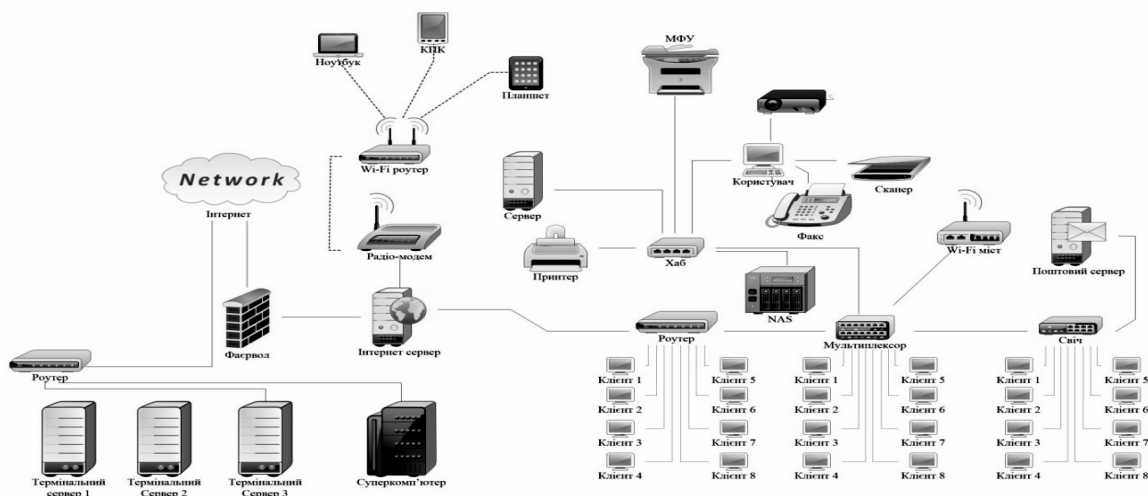 МФУ
КПК
Ноутбук
Планшет
Wi-Fi роутер
Користувач
Сканер
Network
Інтернет
Сервер
Факс
Радіо-модем
Принтер
Хаб
Wi-Fi міст
Поштовий сервер
NAS
Фаєрвол
Інтернет сервер
Роутер
Мультиплексор
Свіч
Роутер
Клієнт 1
Клієнт 5
Клієнт 1
Клієнт 5
Клієнт 1
Клієнт 5
Клієнт 2
Клієнт 6
Клієнт 2
Клієнт 6
Клієнт 2
Клієнт 6
Клієнт 3
Клієнт 7
Клієнт 3
Клієнт 7
Клієнт 3
Клієнт 7
Клієнт 4
Клієнт 8
Клієнт 4
Клієнт 8
Клієнт 4
Клієнт 8
Термінальний
сервер 1
Термінальний
Сервер 2
Термінальний
Сервер 3
Суперкомп'ютер